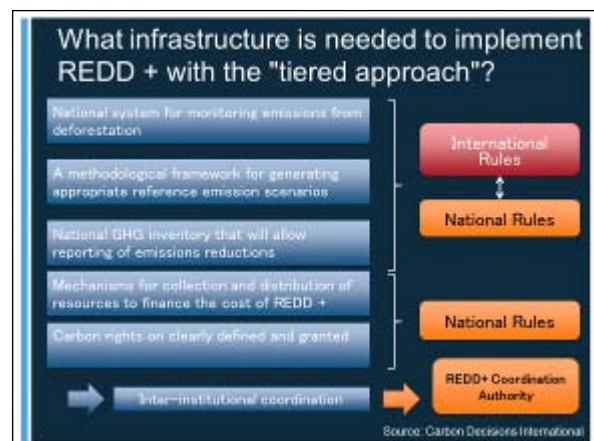 What infrastructure is needed to implement
REDD + with the "tiered approach"?
National system for monitoring emissions from
deforestation
A methodological framework for generating
appropriate reference emission scenarios
National GHG inventory that will allow
reporting of emissions reductions
Mechanisms for collection and distribution of
resources to finance the cost of REDD +
Carbon rights on clearly defined and granted
International
Rules
National Rules
National Rules
Inter-institutional coordination
REDD+ Coordination
Authority
Source: Carbon Decisions International